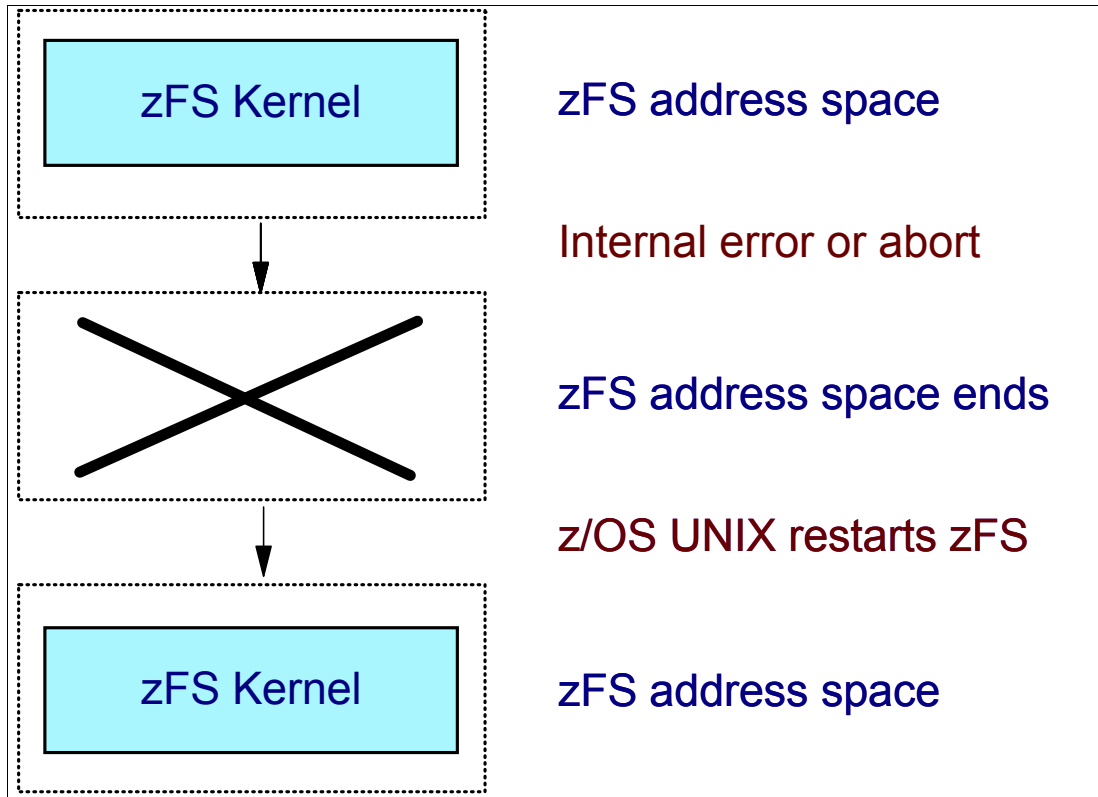 zFS Kernel
zFS address space
Internal error or abort
zFS address space ends
z/OS UNIX restarts zFS
zFS Kernel
zFS address space